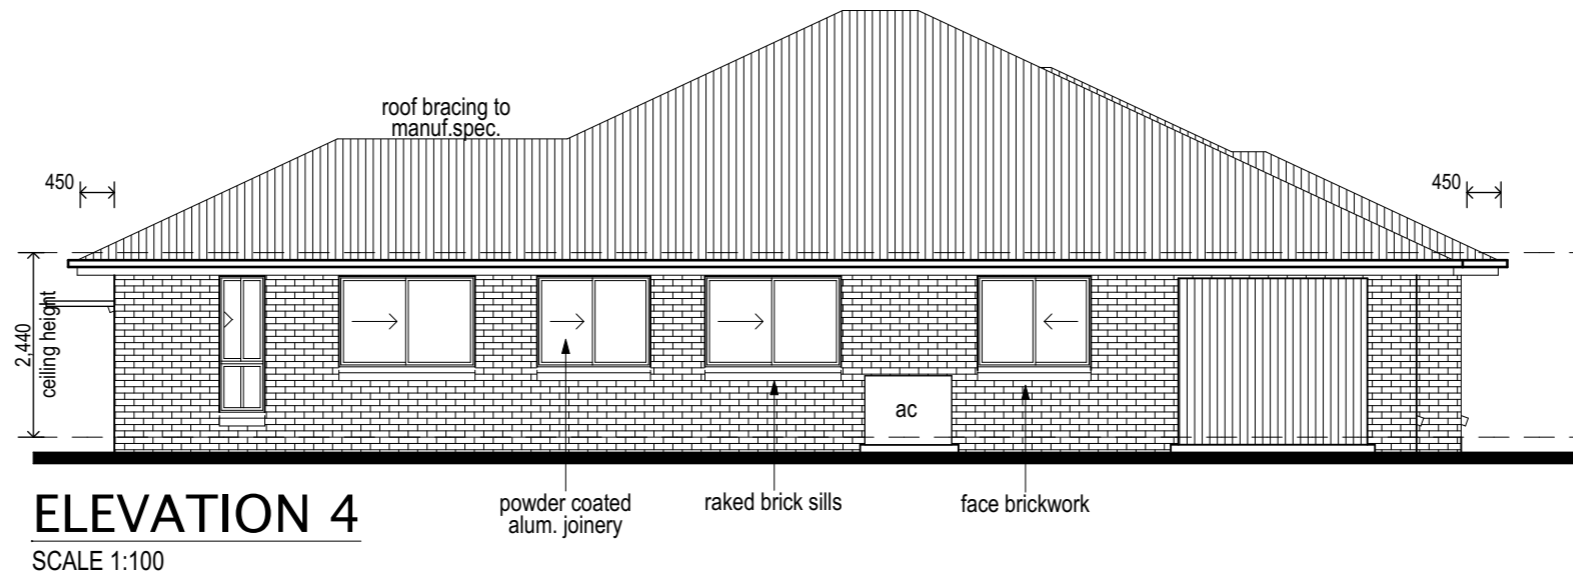 roof bracing to
manuf.spec.
450
450
2,440
ceiling height
ac
powder coated
alum. joinery
raked brick sills
face brickwork
ELEVATION 4
SCALE 1:100